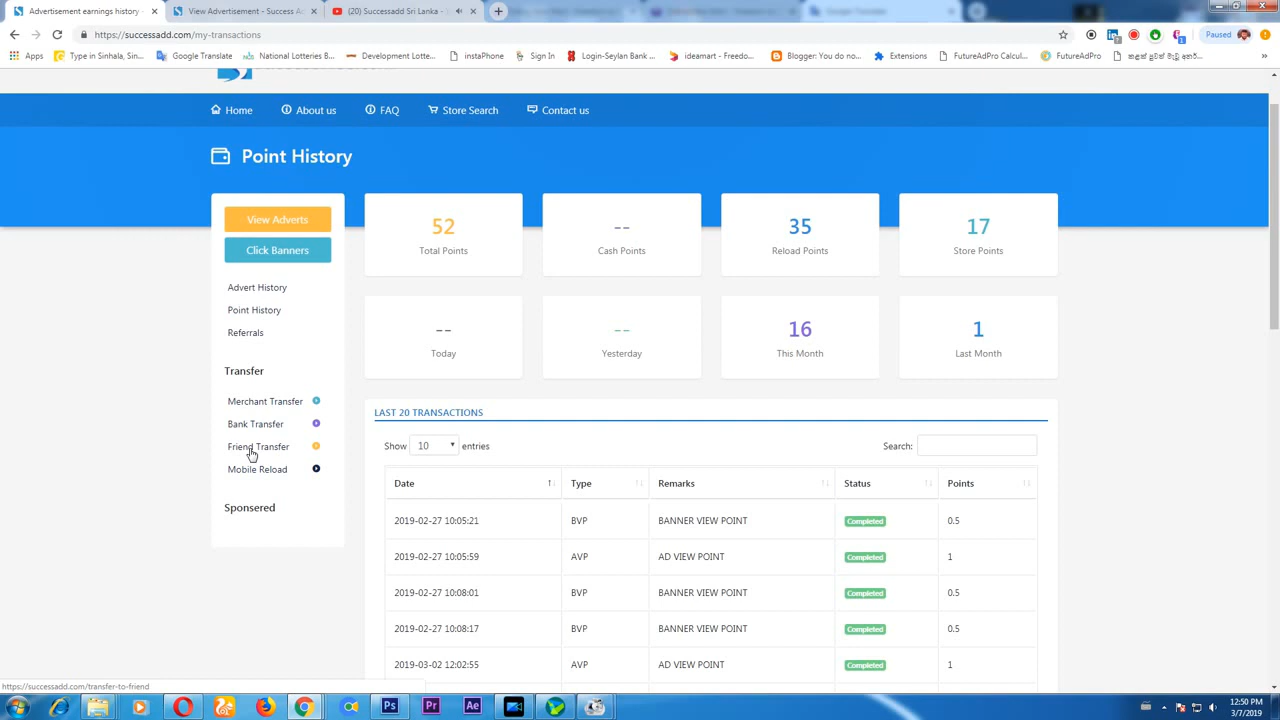 Advertisement earnings history
View Advertisement - Success A
(20) Successadd Sri Lanka -
https://successadd.com/my-transactions
Paused
Apps
Type in Sinhala, Sin...
Google Translate
National Lotteries B...
Development Lotte...
instaPhone
Sign In
Login-Seylan Bank ...
ideamart - Freedo...
Blogger: You do no...
Extensions
FutureAdPro Calcul...
FutureAdPro
Home
About us
FAQ
Store Search
Contact us
Point History
View Adverts
Click Banners
Advert History
Point History
Referrals
Transfer
Merchant Transfer
Bank Transfer
Friend Transfer
Mobile Reload
Sponsered
52
Total Points
--
Cash Points
35
Reload Points
17
Store Points
--
Today
--
Yesterday
16
This Month
1
Last Month
LAST 20 TRANSACTIONS
Show 10 entries
Search:
Date Type Remarks Status Points
2019-02-27 10:05:21 BVP BANNER VIEW POINT Completed 0.5
2019-02-27 10:05:59 AVP AD VIEW POINT Completed 1
2019-02-27 10:08:01 BVP BANNER VIEW POINT Completed 0.5
2019-02-27 10:08:17 BVP BANNER VIEW POINT Completed 0.5
2019-03-02 12:02:55 AVP AD VIEW POINT Completed 1
https://successadd.com/transfer-to-friend
Ps
Pr
Ae
12:50 PM
3/7/2019